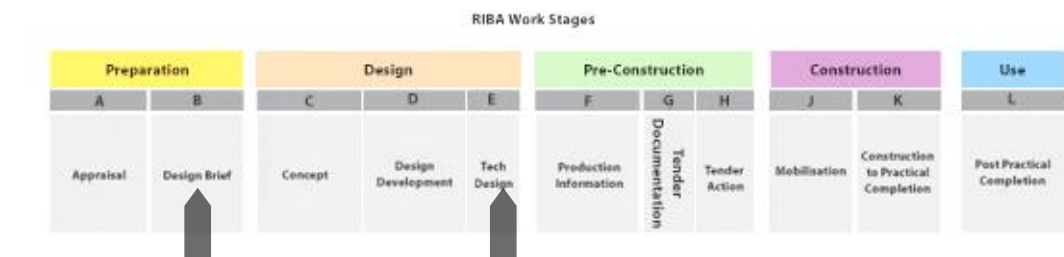 RIBA Work Stages
Preparation
Design
Pre-Construction
Construction
Use
A
B
C
D
E
F
G
H
J
K
L
Appraisal
Design Brief
Concept
Design
Development
Tech
Design
Production
Information
Tender
Documentation
Tender
Action
Mobilisation
Construction
to Practical
Completion
Post Practical
Completion